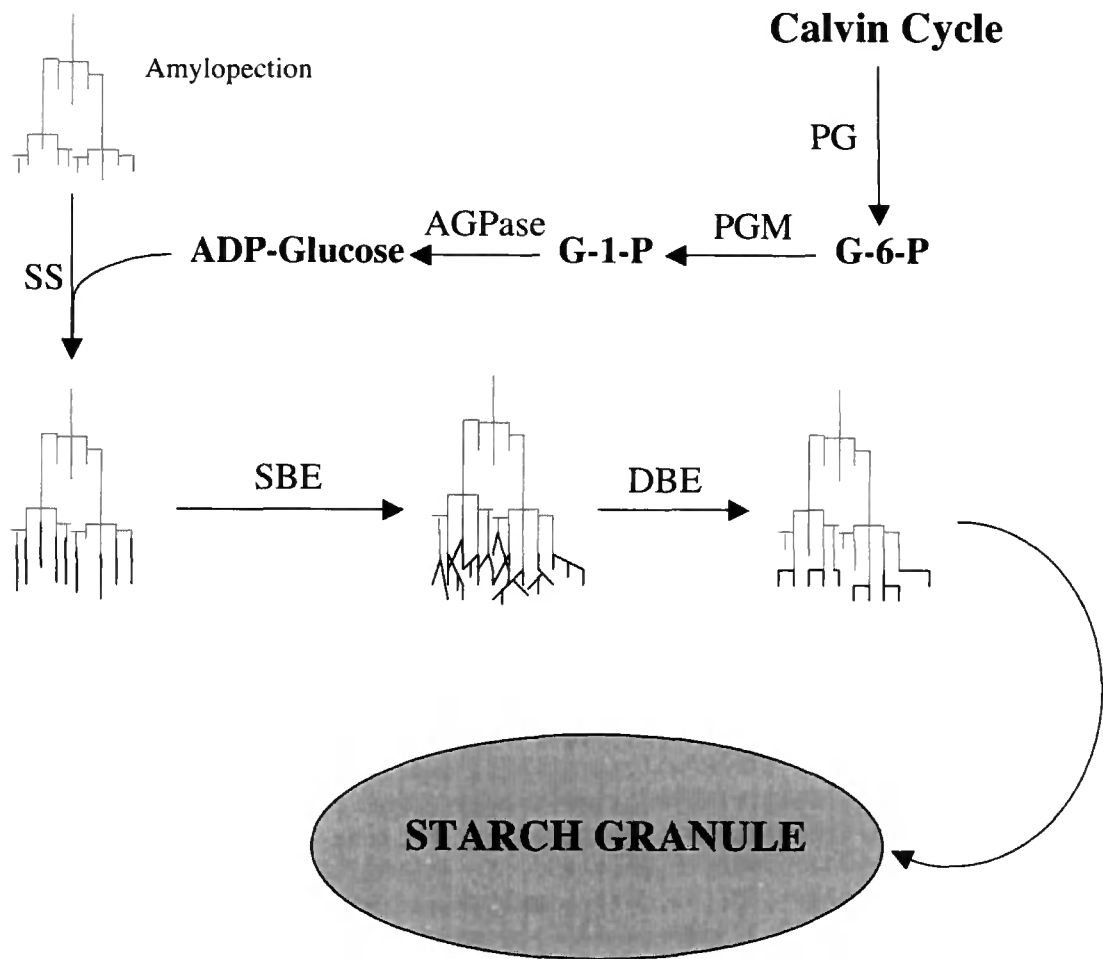 Calvin Cycle
Amylopection
PG
ADP-Glucose
AGPase
G-1-P
PGM
G-6-P
SS
SBE
DBE
STARCH GRANULE